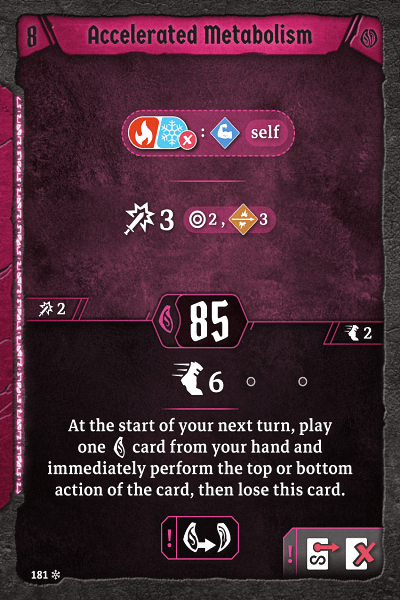 8 Accelerated Metabolism
: self
3 2 , 3
2
85
2
6
At the start of your next turn, play
one card from your hand and
immediately perform the top or bottom
action of the card, then lose this card.
! !
181